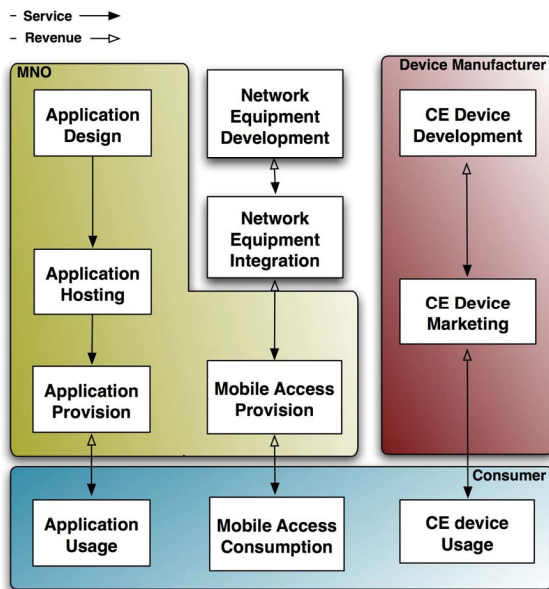 – Service
– Revenue
MNO
Device Manufacturer
Application
Design
Network
Equipment
Development
CE Device
Development
Network
Equipment
Integration
Application
Hosting
CE Device
Marketing
Application
Provision
Mobile Access
Provision
Consumer
Application
Usage
Mobile Access
Consumption
CE device
Usage